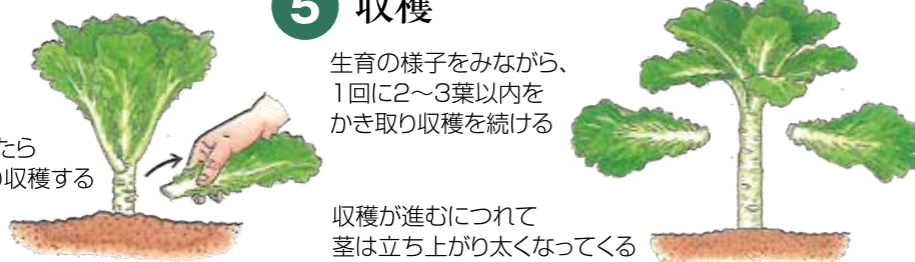 5 収穫
生育の様子をみながら、
1回に2〜3葉以内を
かき取り収穫を続ける
たら
収穫する
収穫が進むにつれて
茎は立ち上がり太くなってくる